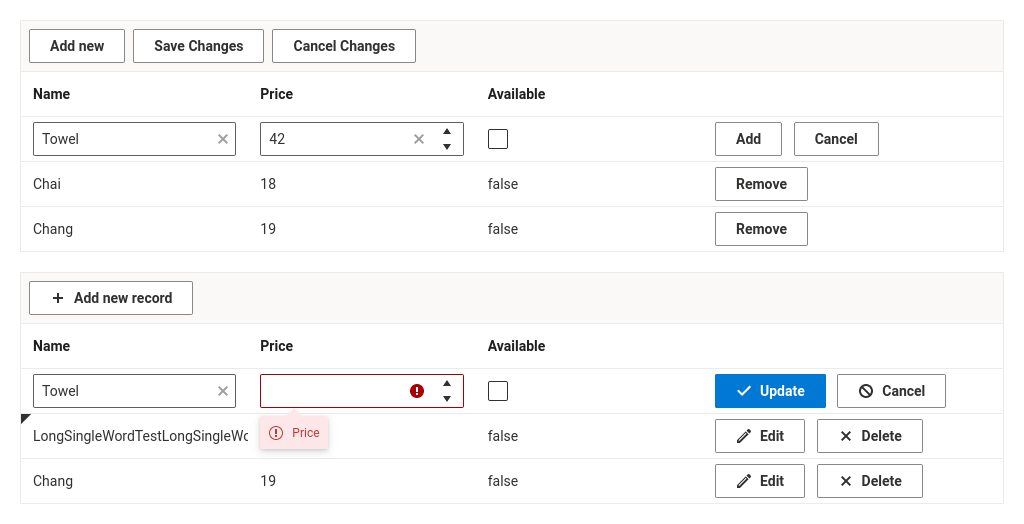 Add new Save Changes Cancel Changes
Name Price Available
Towel 42 Add Cancel
Chai 18 false Remove
Chang 19 false Remove
Add new record
Name Price Available
Towel Update Cancel
LongSingleWordTestLongSingleWo false Edit Delete
Price
Chang 19 false Edit Delete